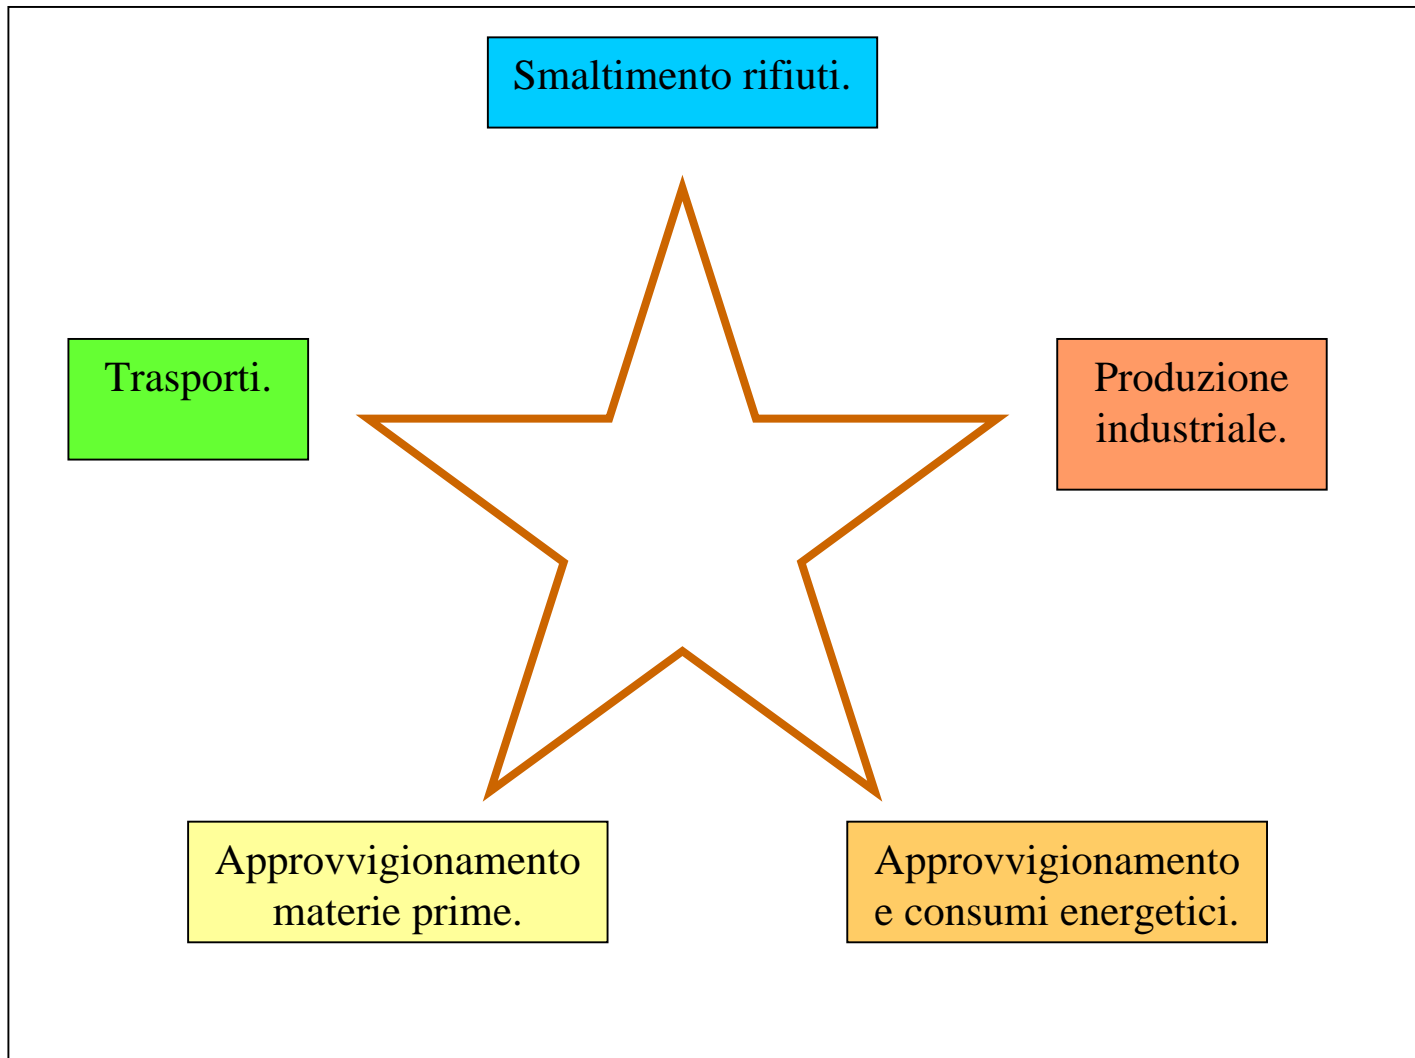 Smaltimento rifiuti.
Trasporti.
Produzione
industriale.
Approvvigionamento
materie prime.
Approvvigionamento
e consumi energetici.